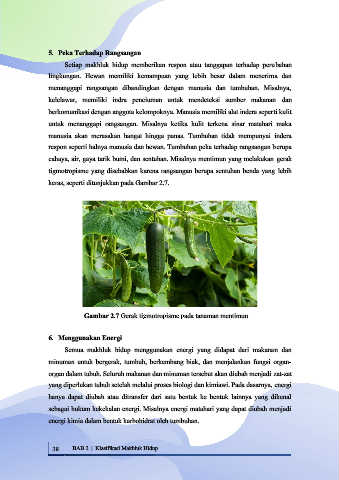 5. Peka Terhadap Rangsangan
Setiap makhluk hidup memberikan respon atau tanggapan terhadap perubahan
lingkungan. Hewan memiliki kemampuan yang lebih besar dalam menerima dan
menanggapi rangsangan dibandingkan dengan manusia dan tumbuhan. Misalnya,
kelelawar, memiliki indra penciuman untuk mendeteksi sumber makanan dan
berkomunikasi dengan anggota kelompoknya. Manusia memiliki alat indera seperti kulit
untuk menanggapi rangsangan. Misalnya ketika kulit terkena sinar matahari maka
manusia akan merasakan hangat hingga panas. Tumbuhan tidak mempunyai indera
respon seperti halnya manusia dan hewan. Tumbuhan peka terhadap rangsangan berupa
cahaya, air, gaya tarik bumi, dan sentuhan. Misalnya mentimun yang melakukan gerak
tigmotropisme yang disebabkan karena rangsangan berupa sentuhan benda yang lebih
keras, seperti ditunjukkan pada Gambar 2.7.
Gambar 2.7 Gerak tigmotropisme pada tanaman mentimun
6. Menggunakan Energi
Semua makhluk hidup menggunakan energi yang didapat dari makanan dan
minuman untuk bergerak, tumbuh, berkembang biak, dan menjalankan fungsi organ-
organ dalam tubuh. Seluruh makanan dan minuman tersebut akan diubah menjadi zat-zat
yang diperlukan tubuh setelah melalui proses biologi dan kimiawi. Pada dasarnya, energi
hanya dapat diubah atau ditransfer dari satu bentuk ke bentuk lainnya yang dikenal
sebagai hukum kekekalan energi. Misalnya energi matahari yang dapat diubah menjadi
energi kimia dalam bentuk karbohidrat oleh tumbuhan.
38 BAB 2 | Klasifikasi Makhluk Hidup